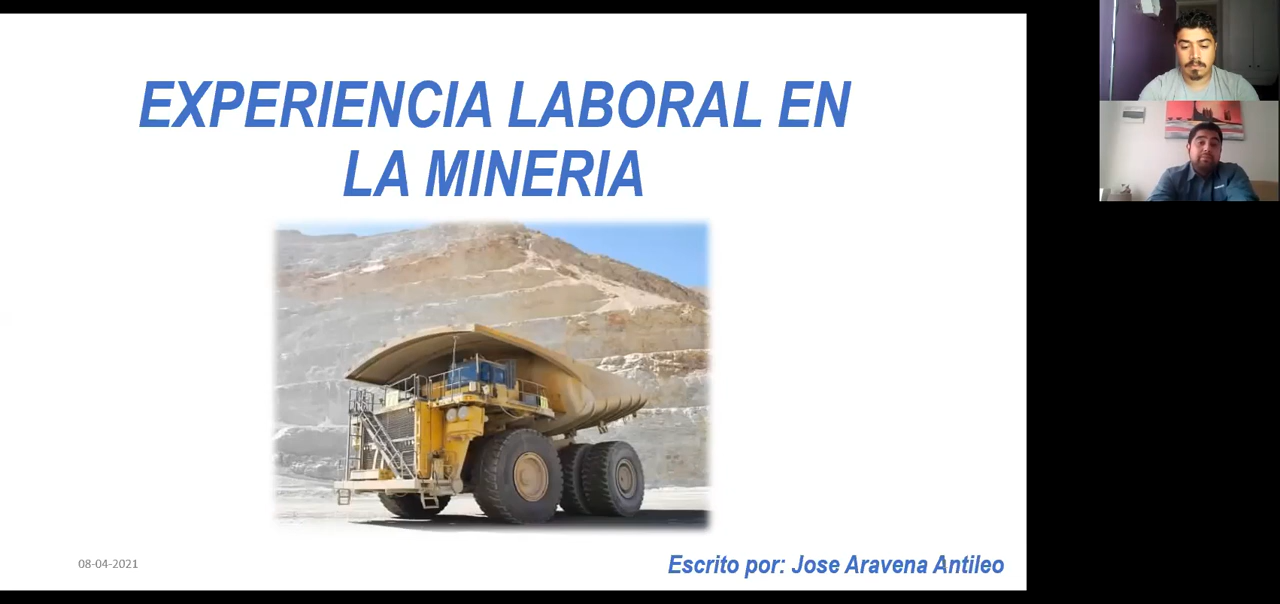 EXPERIENCIA LABORAL EN
LA MINERIA
08-04-2021
Escrito por: Jose Aravena Antileo